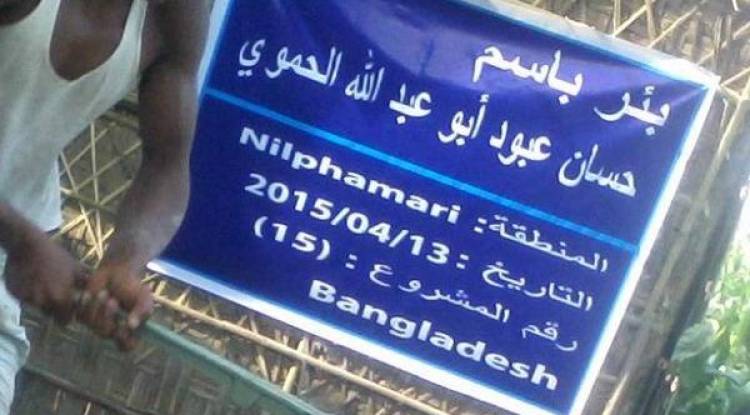 بئر باسم
حسان عبود أبو عبد الله الحموي
المنطقة: Nilphamari
التاريخ : 2015/04/13
رقم المشروع : (15)
Bangladesh